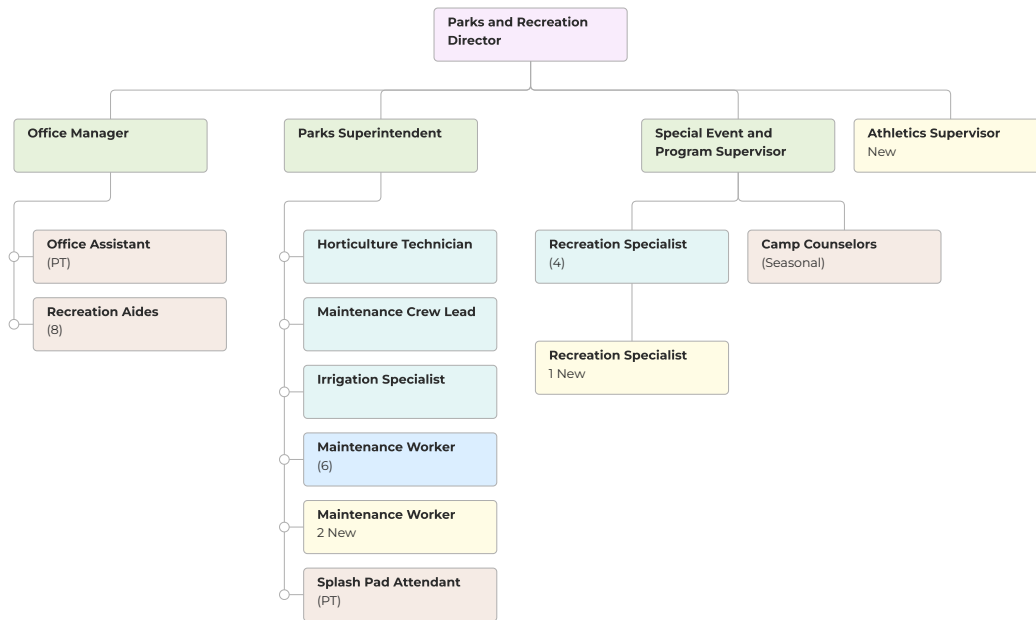 Parks and Recreation
Director
Office Manager
Parks Superintendent
Special Event and
Program Supervisor
Athletics Supervisor
New
Office Assistant
(PT)
Recreation Aides
(8)
Horticulture Technician
Maintenance Crew Lead
Irrigation Specialist
Maintenance Worker
(6)
Maintenance Worker
2 New
Splash Pad Attendant
(PT)
Recreation Specialist
(4)
Camp Counselors
(Seasonal)
Recreation Specialist
1 New